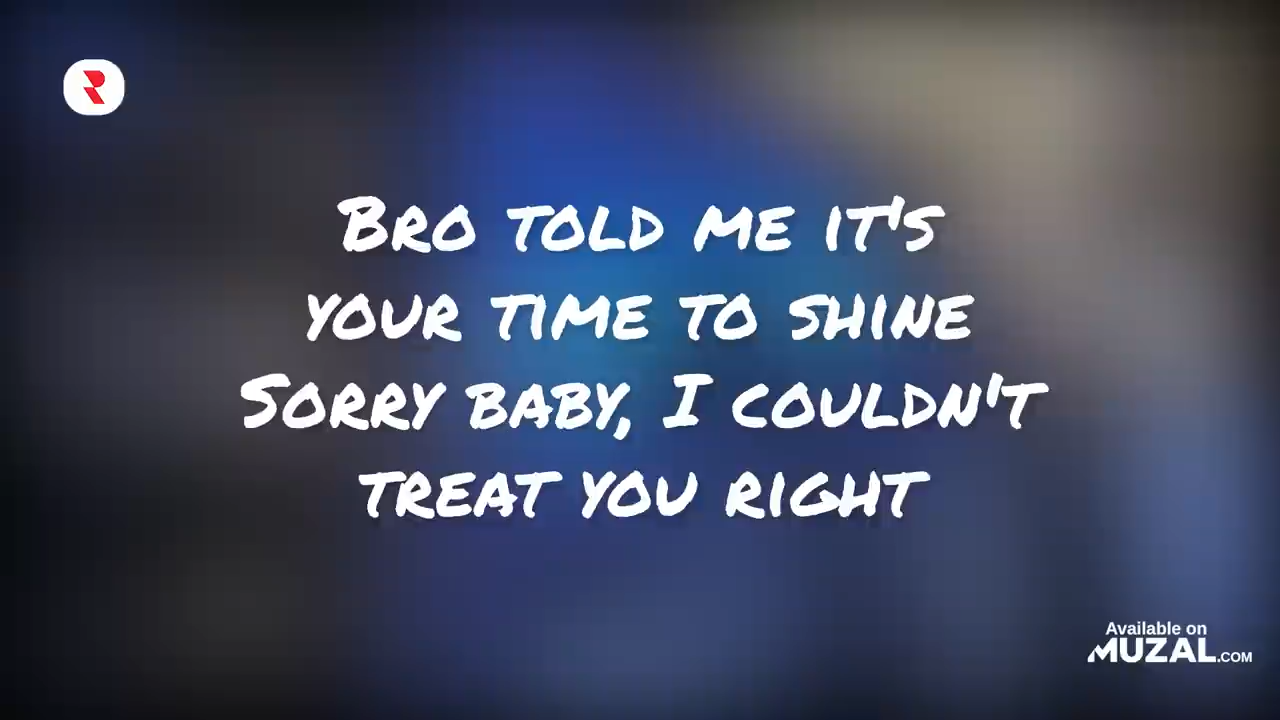 Bro told me it's
your time to shine
Sorry baby, I couldn't
treat you right
Available on
MUZAL.COM